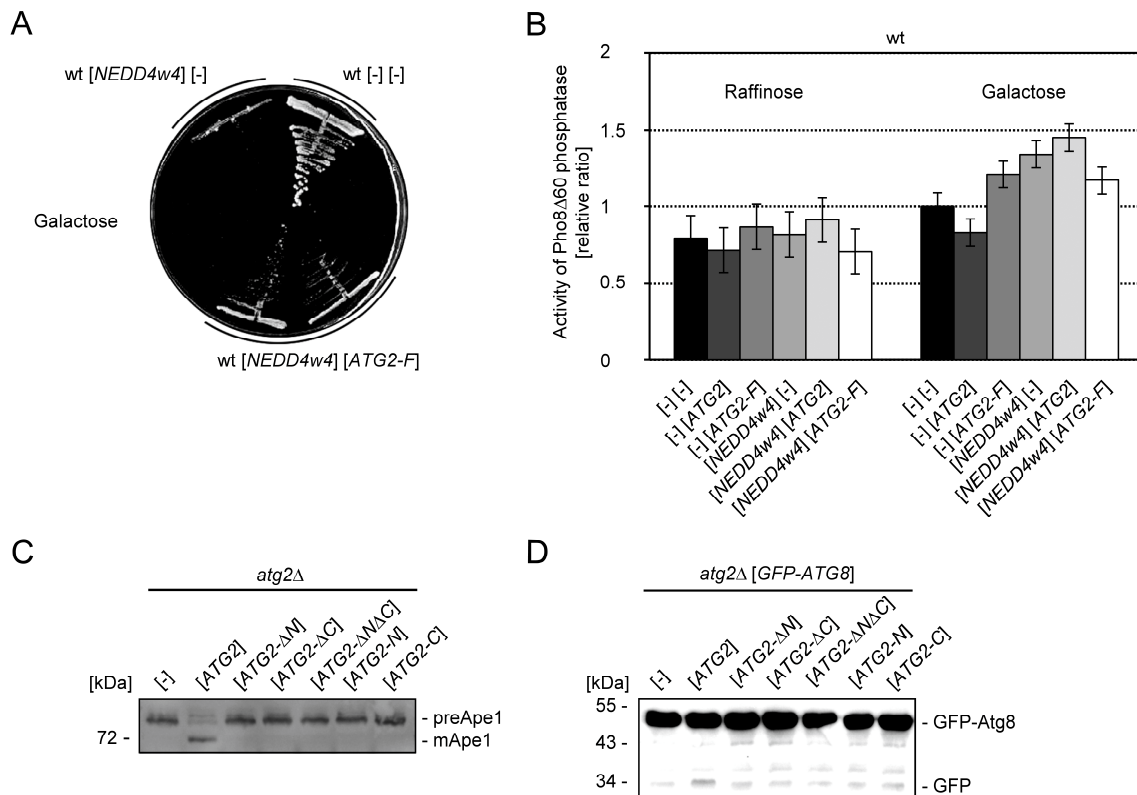 A
wt [NEDD4w4] [-]
wt [-] [-]
Galactose
wt [NEDD4w4] [ATG2-F]
B
wt
Raffinose
Galactose
Activity of Pho8Δ60 phosphatase
[relative ratio]
2
1.5
1
0.5
0
[-] [-]
[-] [ATG2]
[-] [ATG2-F]
[NEDD4w4] [-]
[NEDD4w4] [ATG2]
[NEDD4w4] [ATG2-F]
[-] [-]
[-] [ATG2]
[-] [ATG2-F]
[NEDD4w4] [-]
[NEDD4w4] [ATG2]
[NEDD4w4] [ATG2-F]
C
atg2Δ
[kDa]
[-]
[ATG2]
[ATG2-ΔN]
[ATG2-ΔC]
[ATG2-ΔNΔC]
[ATG2-N]
[ATG2-C]
- preApe1
72 -
- mApe1
D
atg2Δ [GFP-ATG8]
[kDa]
[-]
[ATG2]
[ATG2-ΔN]
[ATG2-ΔC]
[ATG2-ΔNΔC]
[ATG2-N]
[ATG2-C]
55 -
- GFP-Atg8
43 -
34 -
- GFP